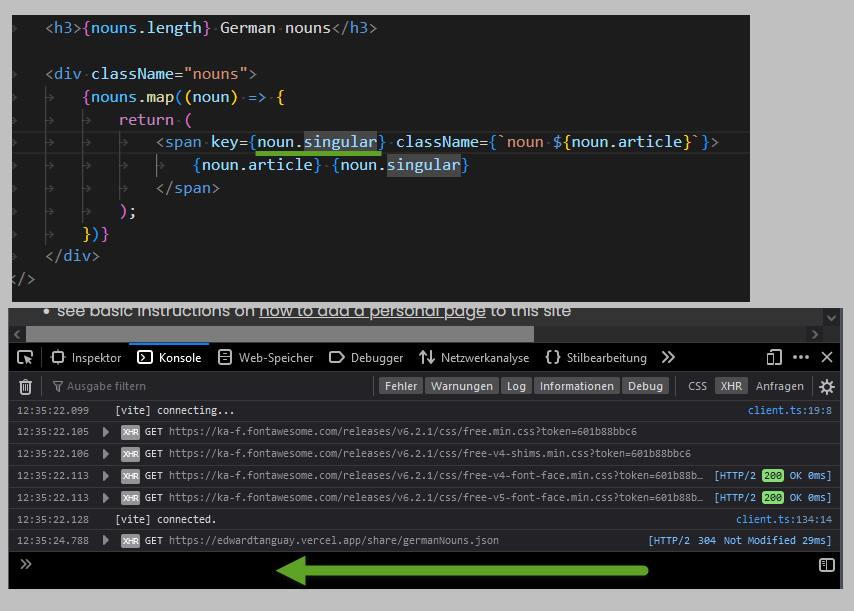 <h3>{nouns.length} German nouns</h3>
<div className="nouns">
{nouns.map((noun) => {
return (
<span key={noun.singular} className={`noun ${noun.article}`}>
{noun.article} {noun.singular}
</span>
);
})}
</div>
</>
• see basic instructions on how to add a personal page to this site
Inspektor Konsole Web-Speicher Debugger Netzwerkanalyse {} Stilbearbeitung
Ausgabe filtern Fehler Warnungen Log Informationen Debug CSS XHR Anfragen
12:35:22.099 [vite] connecting... client.ts:19:8
12:35:22.105 XHR GET https://ka-f.fontawesome.com/releases/v6.2.1/css/free.min.css?token=601b88bbc6
12:35:22.106 XHR GET https://ka-f.fontawesome.com/releases/v6.2.1/css/free-v4-shims.min.css?token=601b88bbc6
12:35:22.113 XHR GET https://ka-f.fontawesome.com/releases/v6.2.1/css/free-v4-font-face.min.css?token=601b88b… [HTTP/2 200 OK 0ms]
12:35:22.113 XHR GET https://ka-f.fontawesome.com/releases/v6.2.1/css/free-v5-font-face.min.css?token=601b88b… [HTTP/2 200 OK 0ms]
12:35:22.128 [vite] connected. client.ts:134:14
12:35:24.788 XHR GET https://edwardtanguay.vercel.app/share/germanNouns.json [HTTP/2 304 Not Modified 29ms]